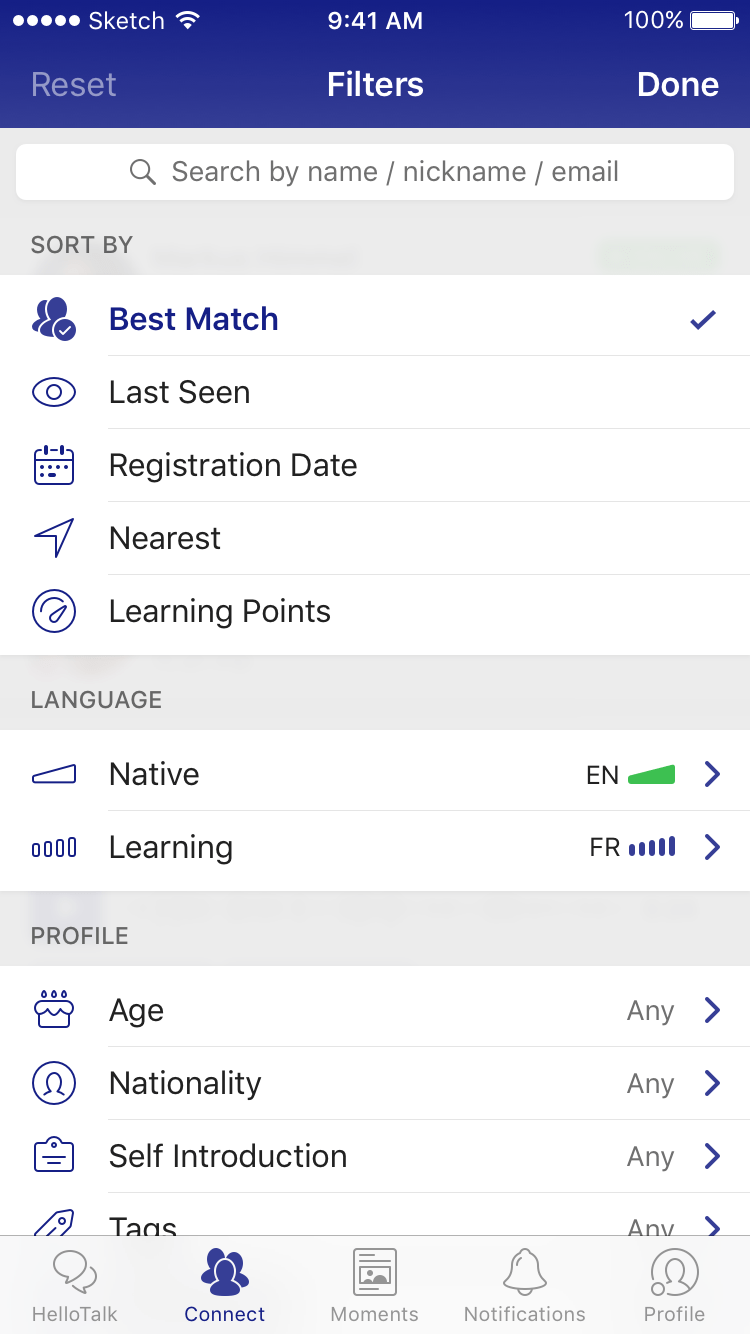 Sketch 9:41 AM 100%
Reset Filters Done
Search by name / nickname / email
SORT BY
Best Match
Last Seen
Registration Date
Nearest
Learning Points
LANGUAGE
Native EN
Learning FR
PROFILE
Age Any
Nationality Any
Self Introduction Any
Tags Any
HelloTalk Connect Moments Notifications Profile